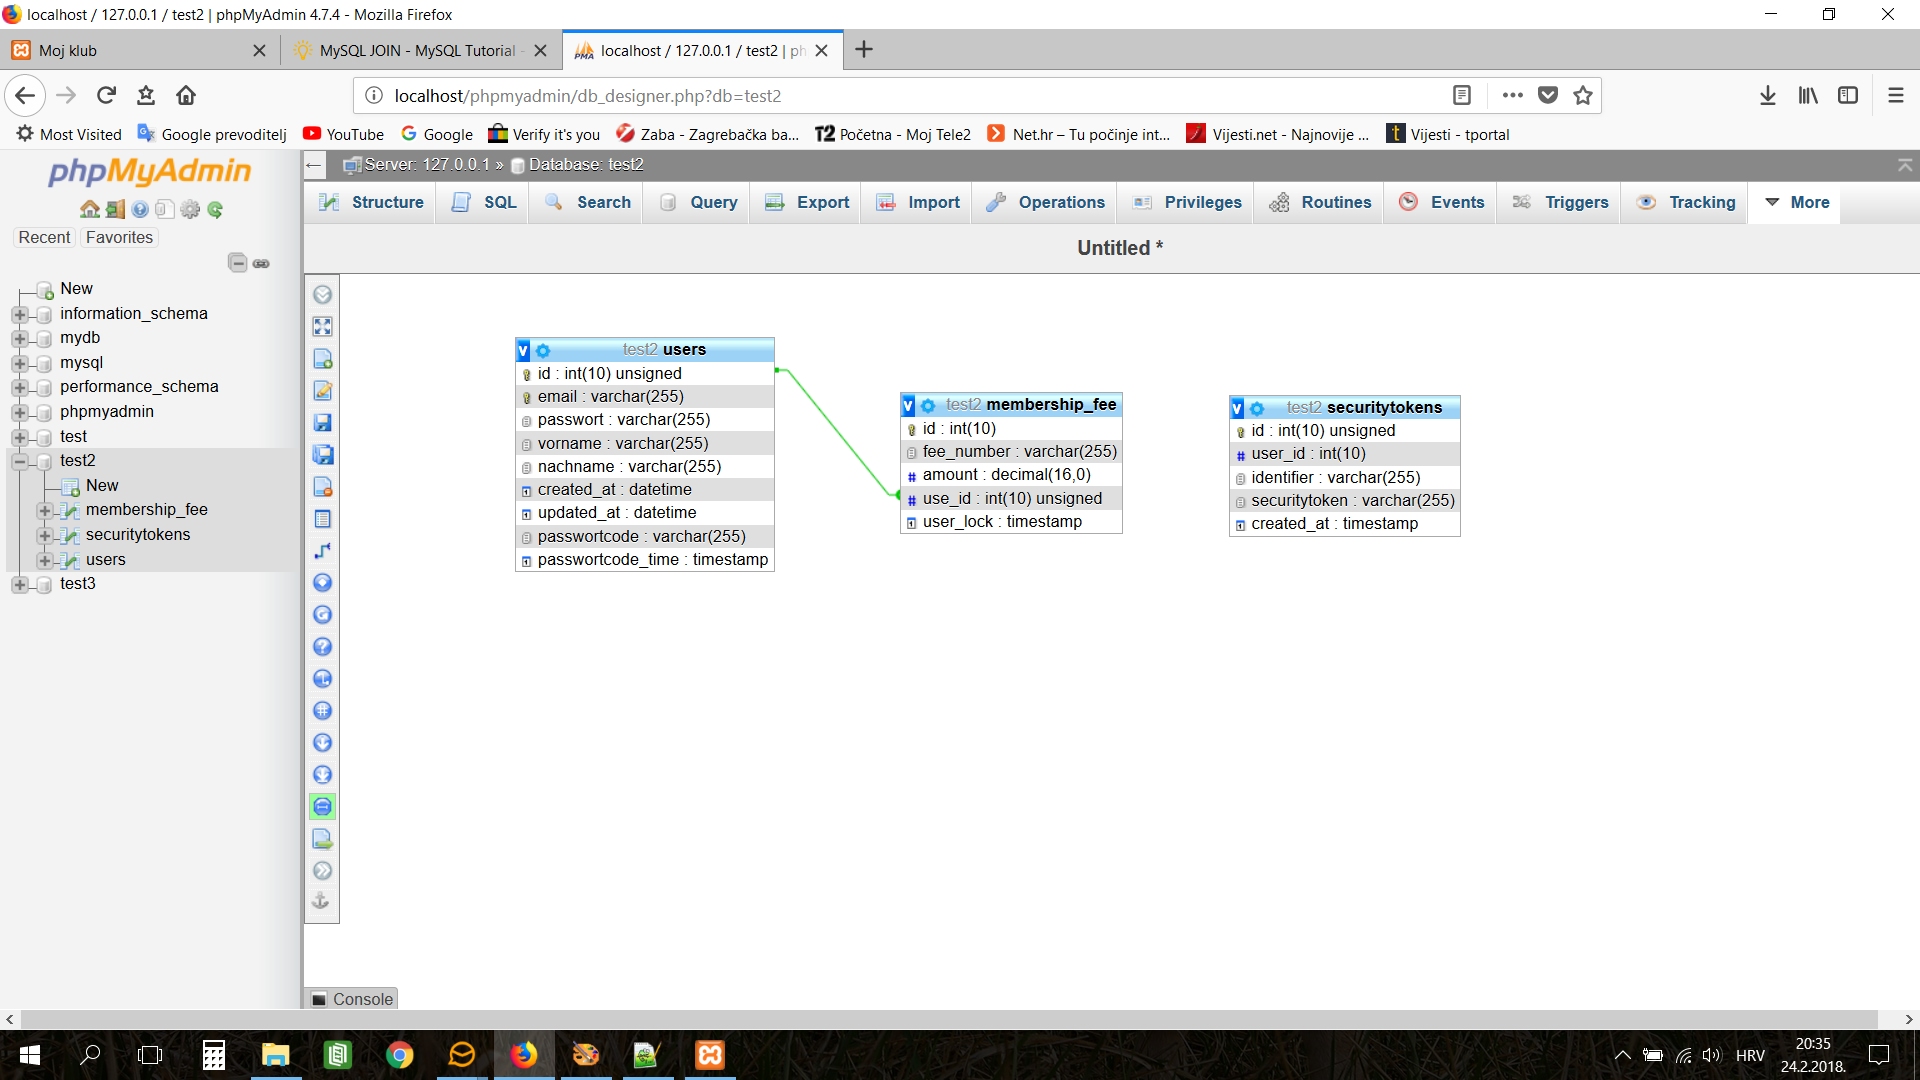 localhost / 127.0.0.1 / test2 | phpMyAdmin 4.7.4 - Mozilla Firefox
Moj klub
MySQL JOIN - MySQL Tutorial -
localhost / 127.0.0.1 / test2 | ph
localhost/phpmyadmin/db_designer.php?db=test2
Most Visited
Google prevoditelj
YouTube
Google
Verify it's you
Zaba - Zagrebačka ba...
T2 Početna - Moj Tele2
Net.hr – Tu počinje int...
Vijesti.net - Najnovije ...
t Vijesti - tportal
phpMyAdmin
Recent
Favorites
New
information_schema
mydb
mysql
performance_schema
phpmyadmin
test
test2
New
membership_fee
securitytokens
users
test3
Server: 127.0.0.1 » Database: test2
Structure
SQL
Search
Query
Export
Import
Operations
Privileges
Routines
Events
Triggers
Tracking
More
Untitled *
v test2 users
id : int(10) unsigned
email : varchar(255)
passwort : varchar(255)
vorname : varchar(255)
nachname : varchar(255)
created_at : datetime
updated_at : datetime
passwortcode : varchar(255)
passwortcode_time : timestamp
v test2 membership_fee
id : int(10)
fee_number : varchar(255)
# amount : decimal(16,0)
# use_id : int(10) unsigned
user_lock : timestamp
v test2 securitytokens
id : int(10) unsigned
# user_id : int(10)
identifier : varchar(255)
securitytoken : varchar(255)
created_at : timestamp
Console
HRV
20:35
24.2.2018.